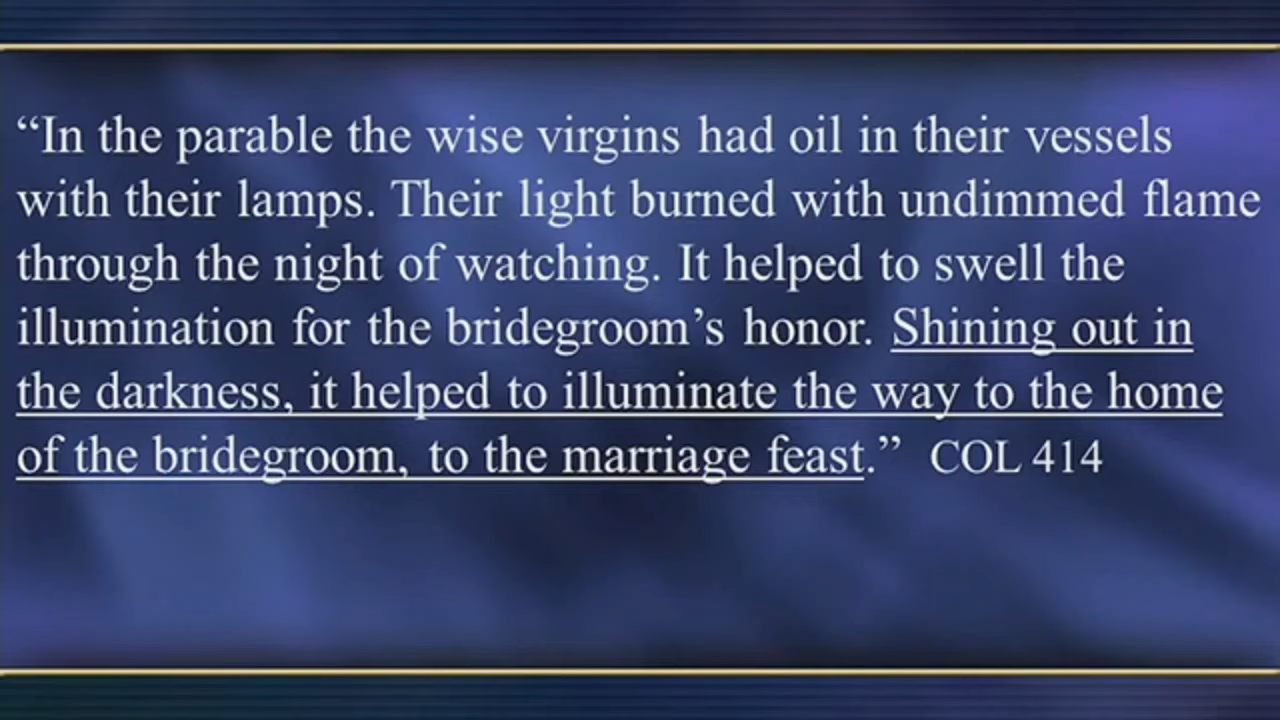 “In the parable the wise virgins had oil in their vessels
with their lamps. Their light burned with undimmed flame
through the night of watching. It helped to swell the
illumination for the bridegroom’s honor. Shining out in
the darkness, it helped to illuminate the way to the home
of the bridegroom, to the marriage feast.” COL 414